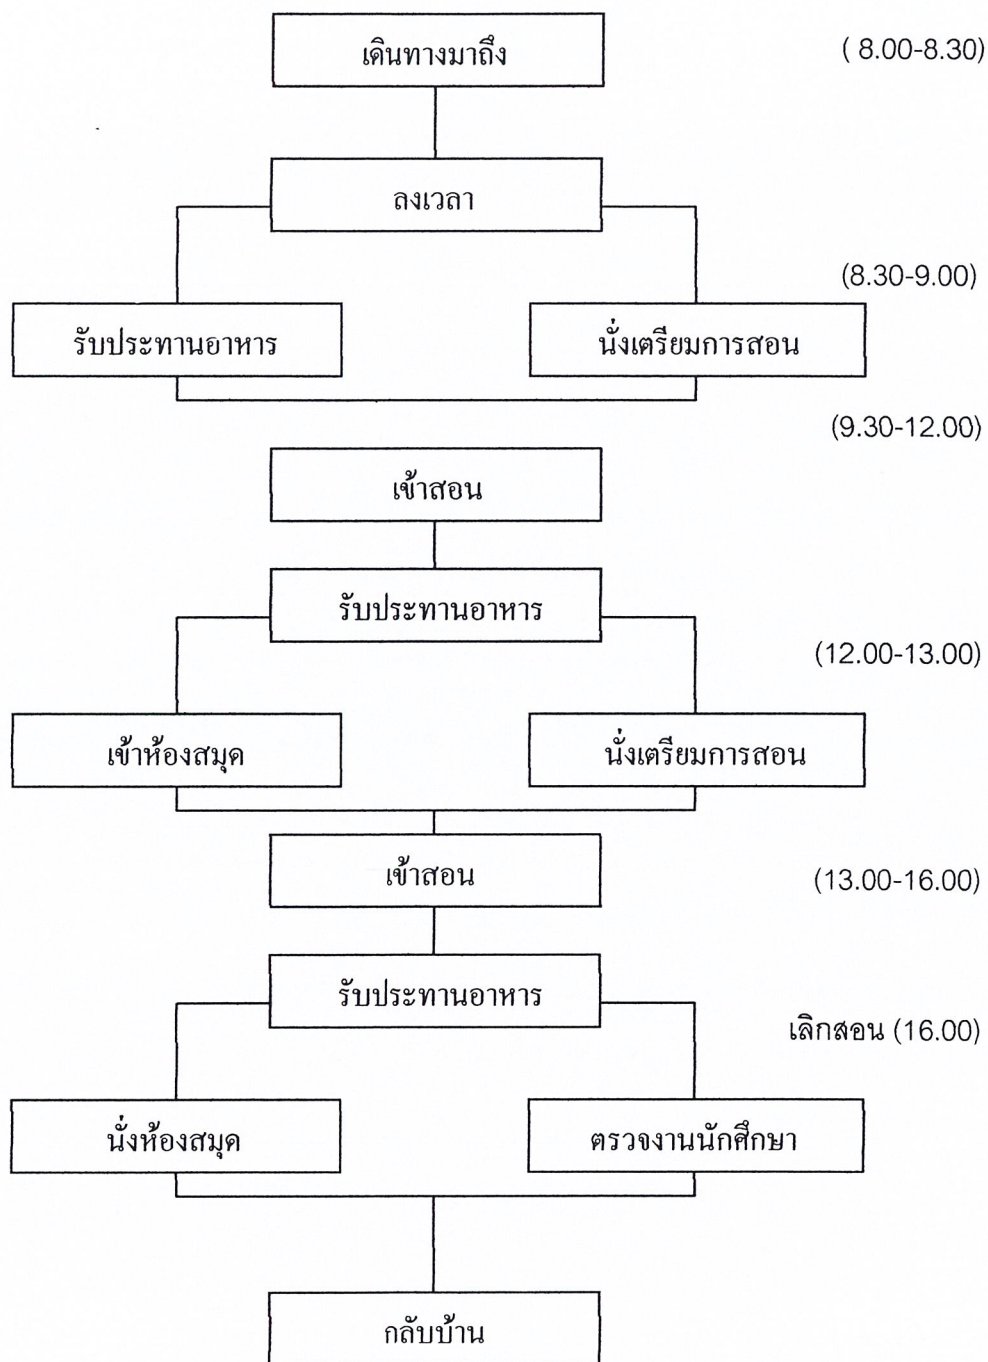 เดินทางมาถึง
( 8.00-8.30)
ลงเวลา
(8.30-9.00)
รับประทานอาหาร
นั่งเตรียมการสอน
(9.30-12.00)
เข้าสอน
รับประทานอาหาร
(12.00-13.00)
เข้าห้องสมุด
นั่งเตรียมการสอน
เข้าสอน
(13.00-16.00)
รับประทานอาหาร
เลิกสอน (16.00)
นั่งห้องสมุด
ตรวจงานนักศึกษา
กลับบ้าน